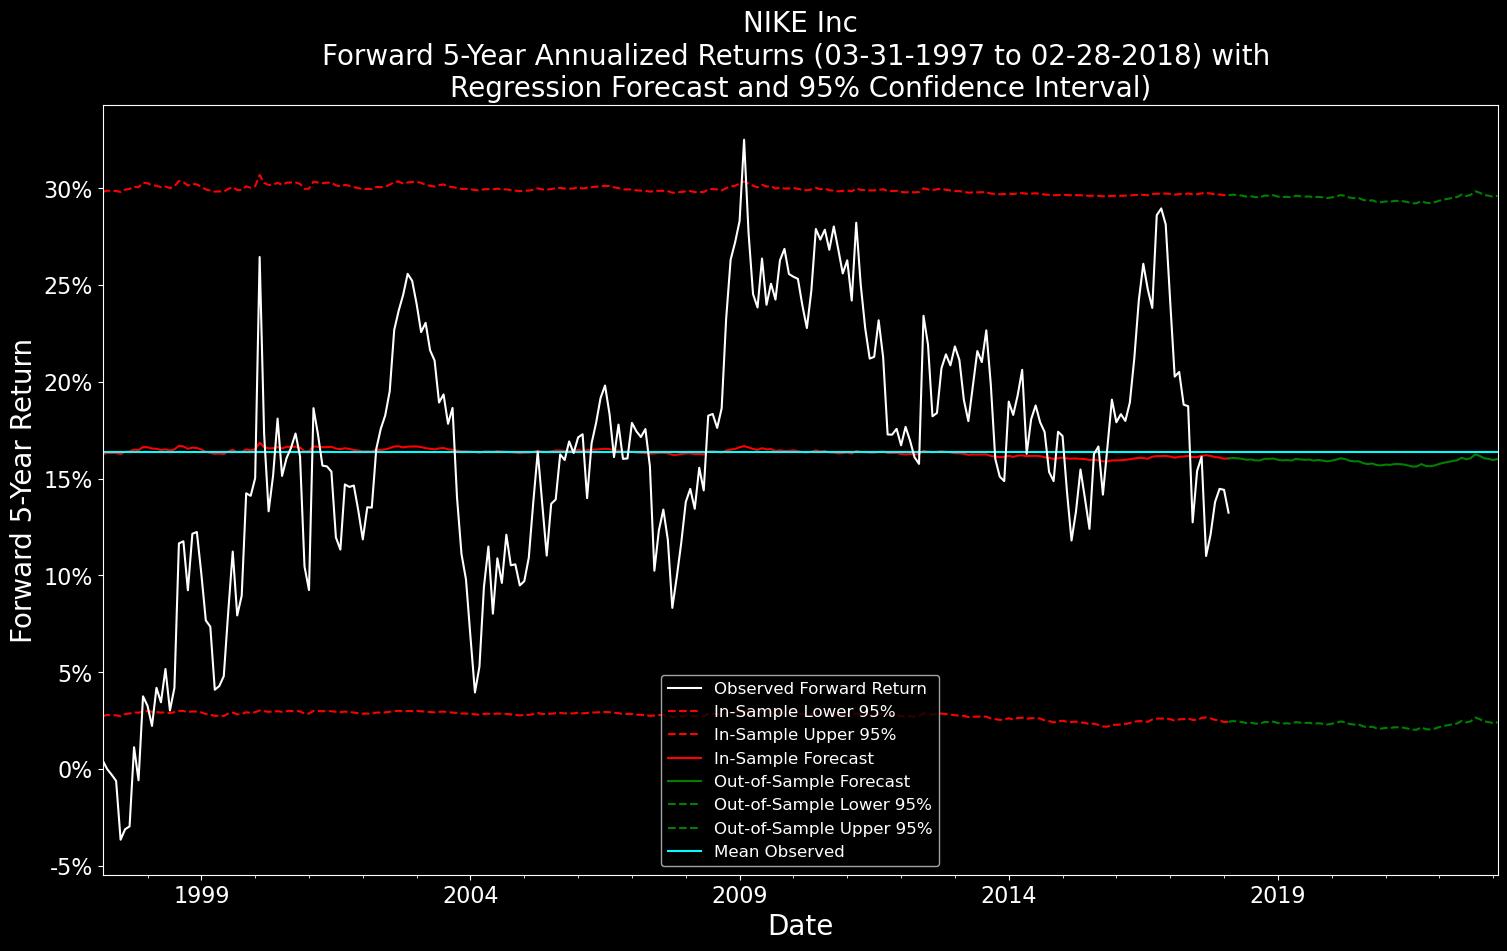 NIKE Inc
Forward 5-Year Annualized Returns (03-31-1997 to 02-28-2018) with
Regression Forecast and 95% Confidence Interval)
Forward 5-Year Return
30%
25%
20%
15%
10%
5%
0%
-5%
Observed Forward Return
In-Sample Lower 95%
In-Sample Upper 95%
In-Sample Forecast
Out-of-Sample Forecast
Out-of-Sample Lower 95%
Out-of-Sample Upper 95%
Mean Observed
1999
2004
2009
2014
2019
Date